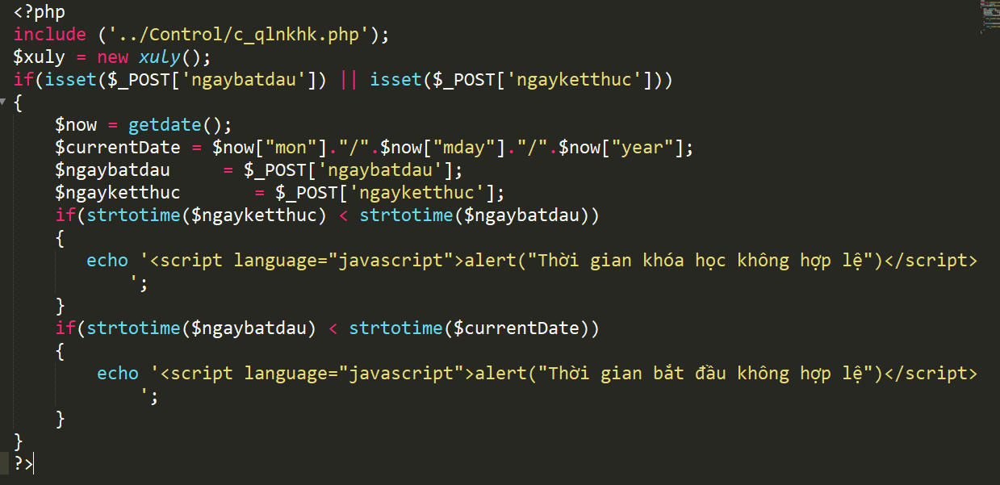 <?php
include ('../Control/c_qlnkhk.php');
$xuly = new xuly();
if(isset($_POST['ngaybatdau']) || isset($_POST['ngayketthuc']))
{
    $now = getdate();
    $currentDate = $now["mon"]."/".$now["mday"]."/".$now["year"];
    $ngaybatdau     = $_POST['ngaybatdau'];
    $ngayketthuc       = $_POST['ngayketthuc'];
    if(strtotime($ngayketthuc) < strtotime($ngaybatdau))
    {
       echo '<script language="javascript">alert("Thời gian khóa học không hợp lệ")</script>
           ';
    }
    if(strtotime($ngaybatdau) < strtotime($currentDate))
    {
        echo '<script language="javascript">alert("Thời gian bắt đầu không hợp lệ")</script>
            ';
    }
}
?>